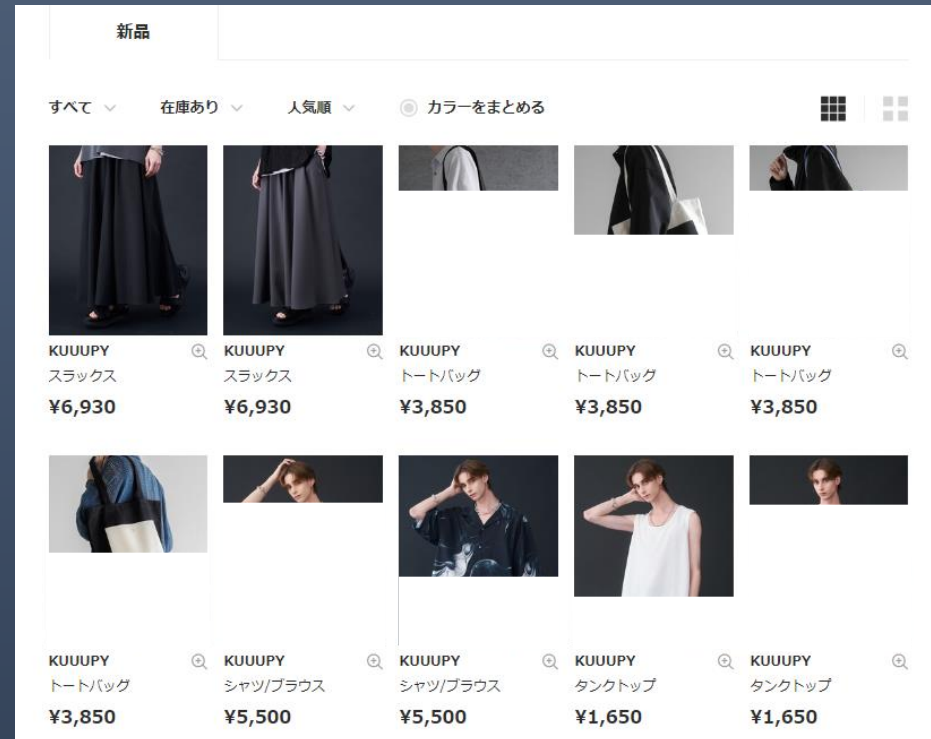 新品
すべて 在庫あり 人気順 カラーをまとめる
KUUUPY KUUUPY KUUUPY KUUUPY KUUUPY
スラックス スラックス トートバッグ トートバッグ トートバッグ
¥6,930 ¥6,930 ¥3,850 ¥3,850 ¥3,850
KUUUPY KUUUPY KUUUPY KUUUPY KUUUPY
トートバッグ シャツ/ブラウス シャツ/ブラウス タンクトップ タンクトップ
¥3,850 ¥5,500 ¥5,500 ¥1,650 ¥1,650